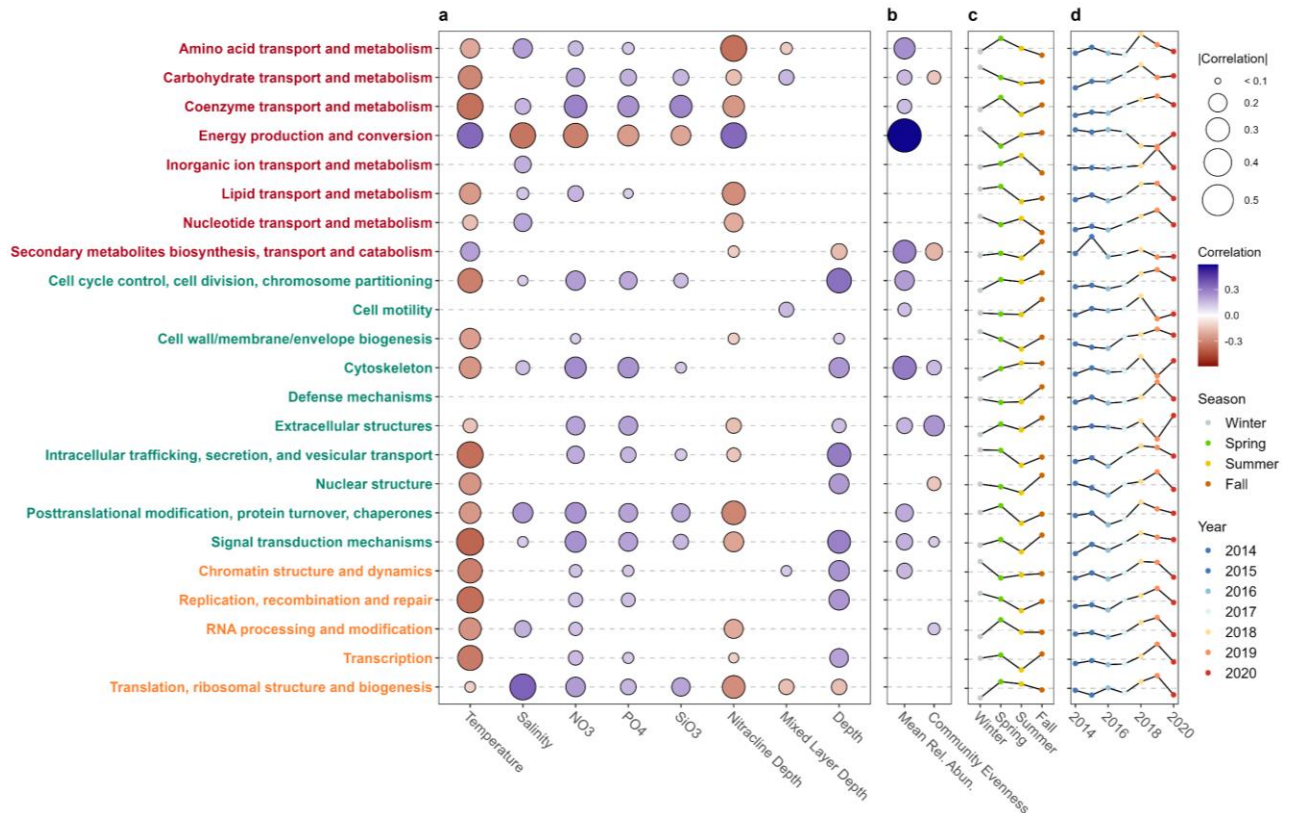 a
b
c
d
Amino acid transport and metabolism
Carbohydrate transport and metabolism
Coenzyme transport and metabolism
Energy production and conversion
Inorganic ion transport and metabolism
Lipid transport and metabolism
Nucleotide transport and metabolism
Secondary metabolites biosynthesis, transport and catabolism
Cell cycle control, cell division, chromosome partitioning
Cell motility
Cell wall/membrane/envelope biogenesis
Cytoskeleton
Defense mechanisms
Extracellular structures
Intracellular trafficking, secretion, and vesicular transport
Nuclear structure
Posttranslational modification, protein turnover, chaperones
Signal transduction mechanisms
Chromatin structure and dynamics
Replication, recombination and repair
RNA processing and modification
Transcription
Translation, ribosomal structure and biogenesis
Temperature
Salinity
NO3
PO4
SiO3
Nitracline Depth
Mixed Layer Depth
Depth
Mean Rel. Abun.
Community Evenness
Winter
Spring
Summer
Fall
2014
2016
2018
2020
|Correlation|
< 0.1
0.2
0.3
0.4
0.5
Correlation
0.3
0.0
-0.3
Season
Winter
Spring
Summer
Fall
Year
2014
2015
2016
2017
2018
2019
2020